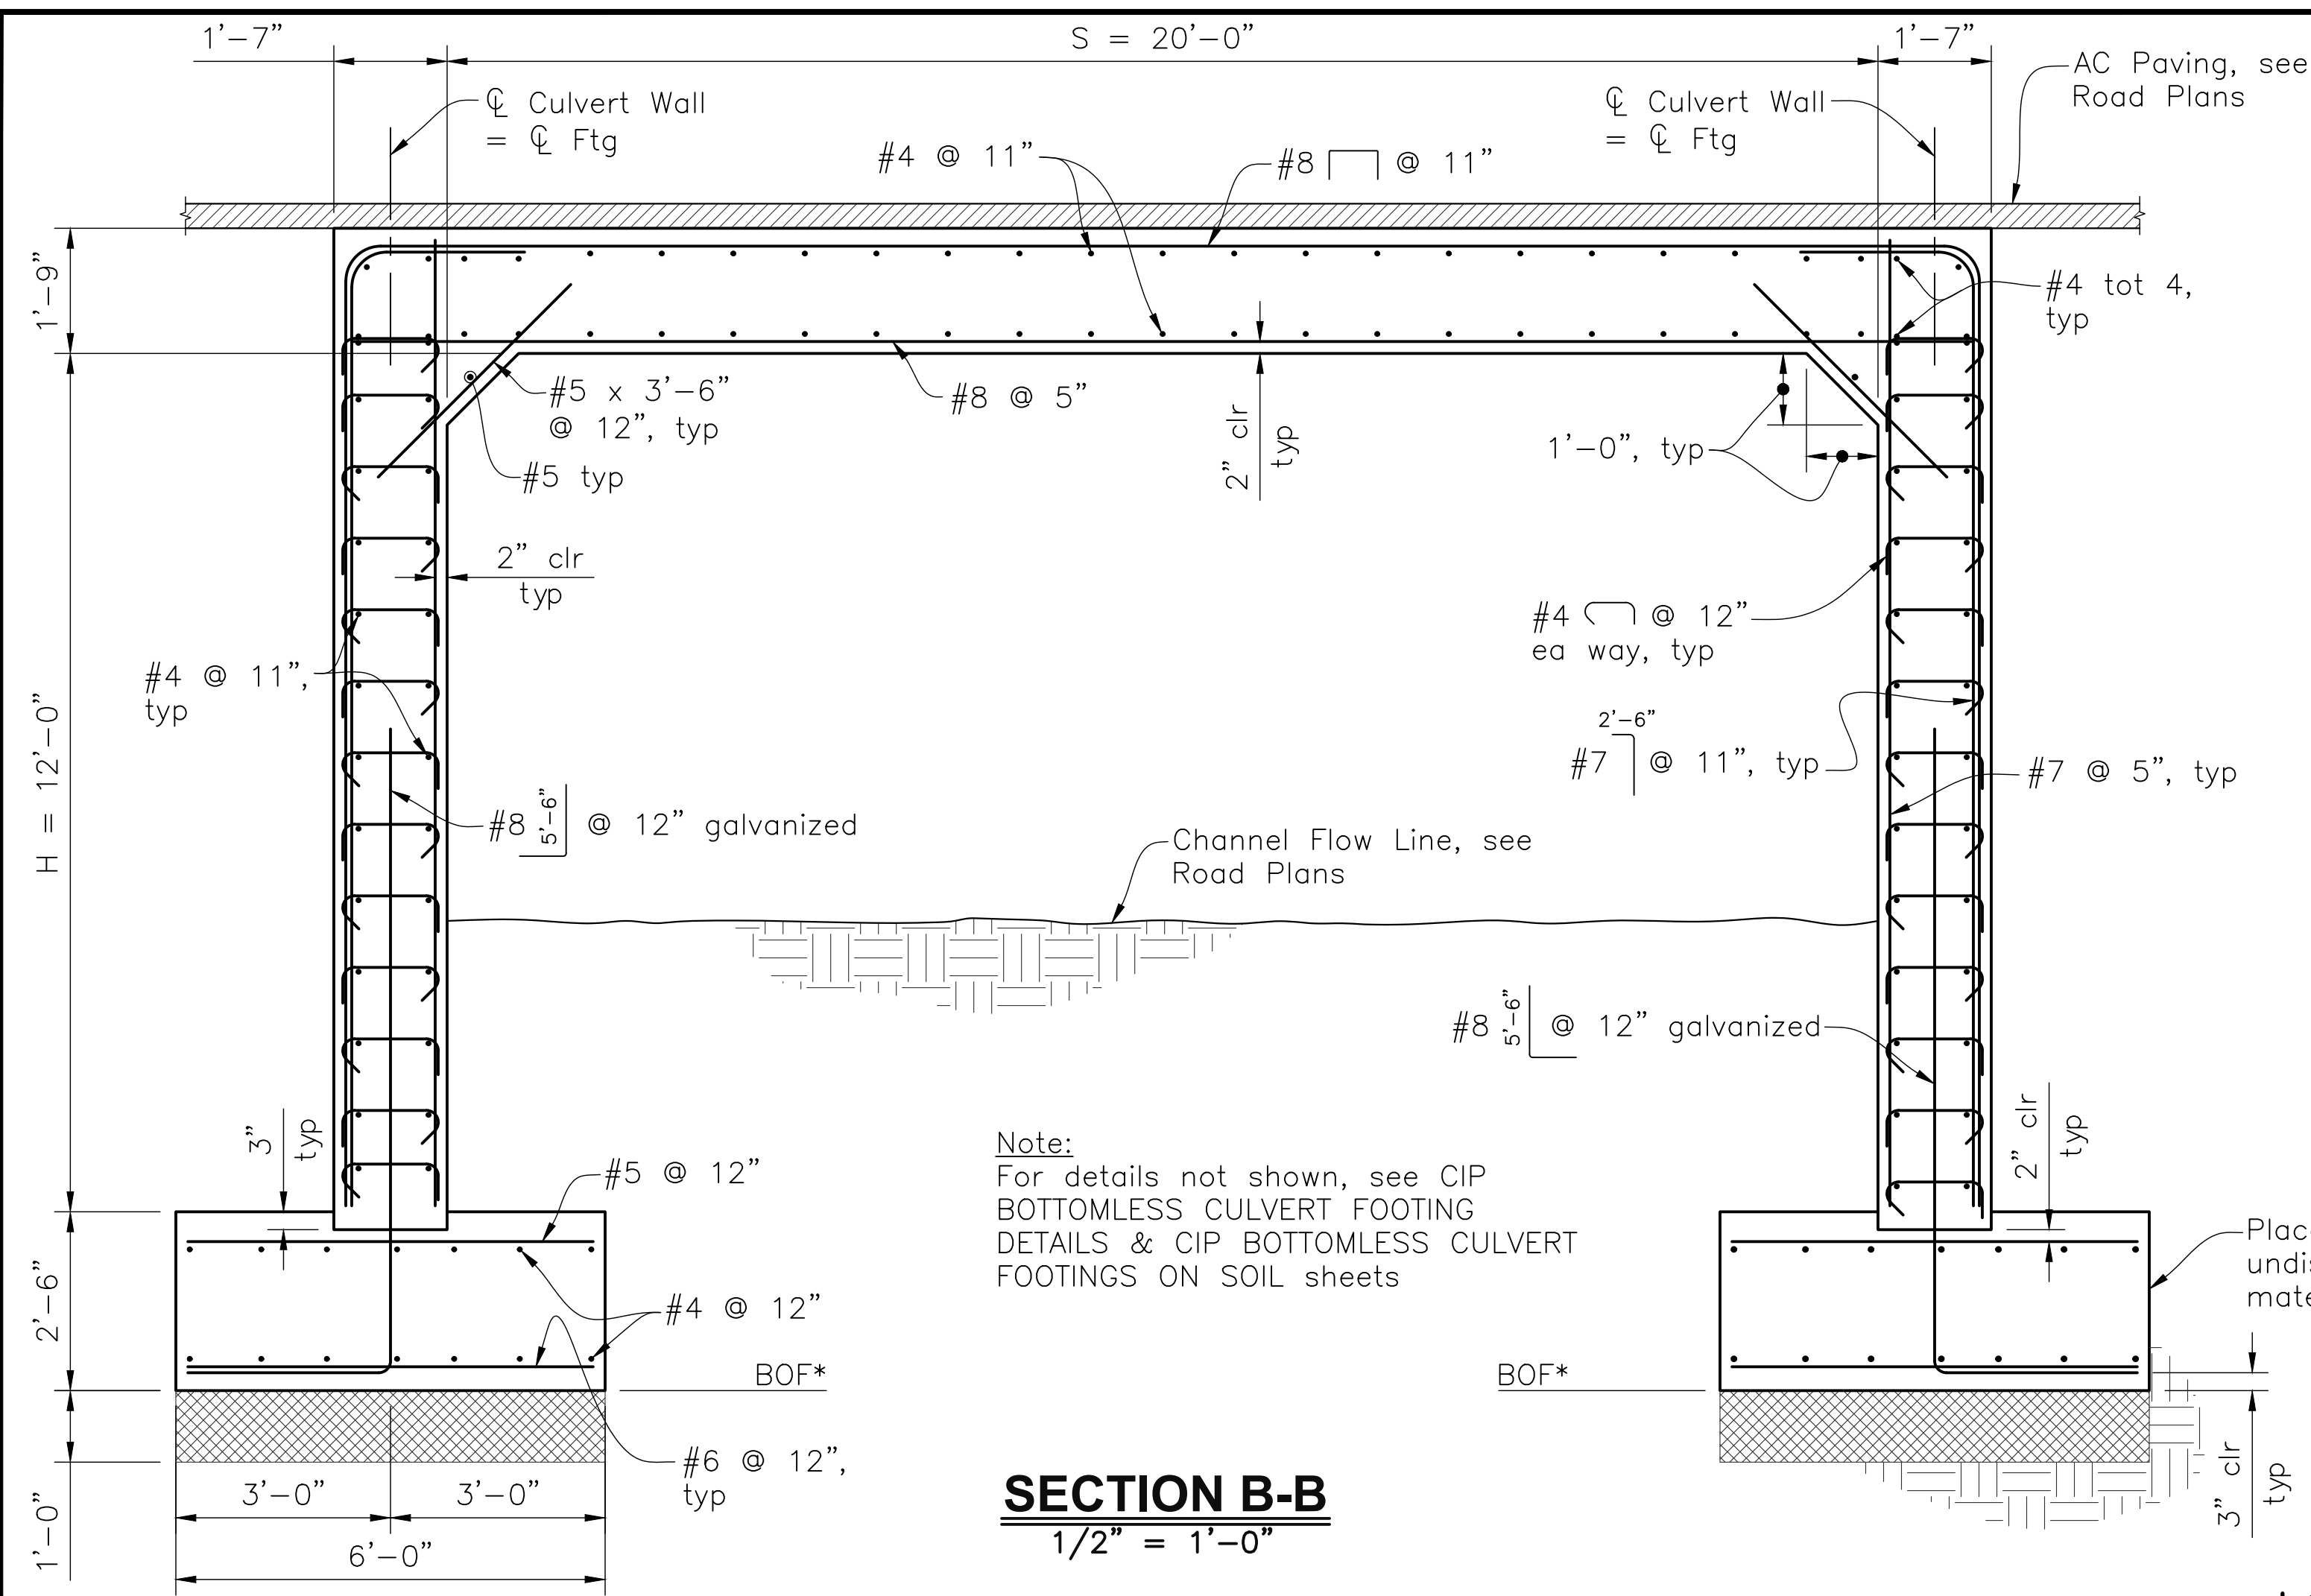 1'-7"
S = 20'-0"
1'-7"
AC Paving, see
Road Plans
℄ Culvert Wall
= ℄ Ftg
℄ Culvert Wall
= ℄ Ftg
#4 @ 11"
#8 @ 11"
1'-9"
#4 tot 4,
typ
#5 x 3'-6"
@ 12", typ
#8 @ 5"
#5 typ
2" clr
typ
1'-0", typ
2" clr
typ
#4 @ 12"
ea way, typ
#4 @ 11",
typ
H = 12'-0"
2'-6"
#7 @ 11", typ
#7 @ 5", typ
#8 5'-6" @ 12" galvanized
Channel Flow Line, see
Road Plans
#8 5'-6" @ 12" galvanized
3"
typ
2" clr
typ
Note:
For details not shown, see CIP
BOTTOMLESS CULVERT FOOTING
DETAILS & CIP BOTTOMLESS CULVERT
FOOTINGS ON SOIL sheets
#5 @ 12"
2'-6"
#4 @ 12"
BOF*
BOF*
#6 @ 12",
typ
3'-0"
3'-0"
1'-0"
6'-0"
3" clr
typ
SECTION B-B
1/2" = 1'-0"